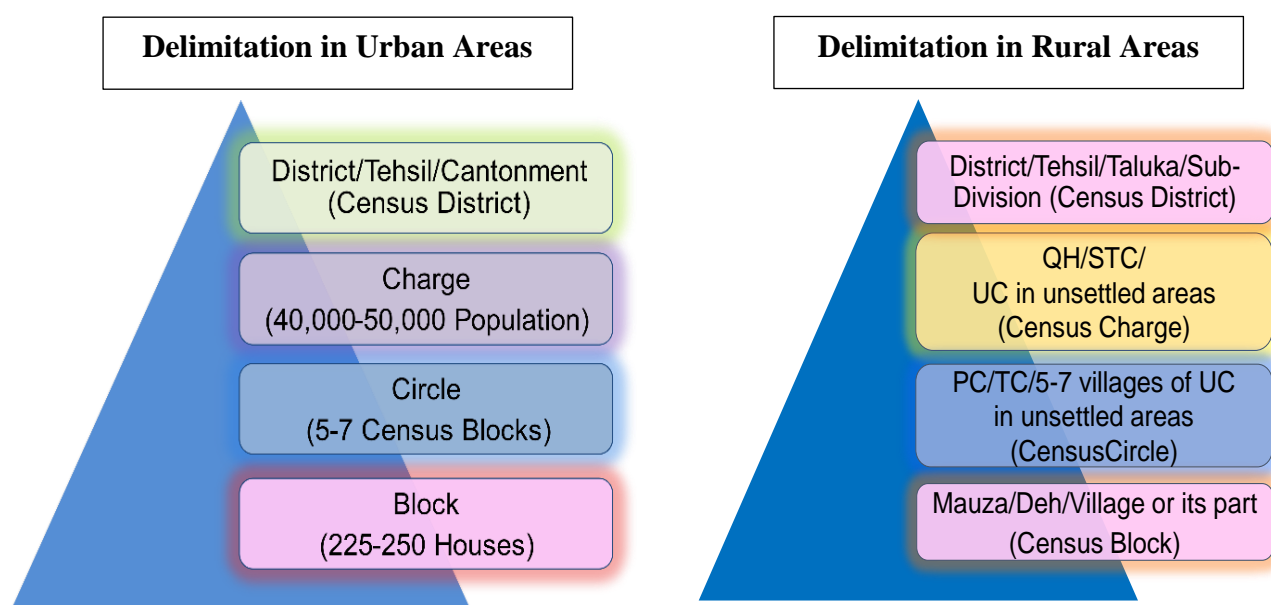 Delimitation in Urban Areas
District/Tehsil/Cantonment
(Census District)
Charge
(40,000-50,000 Population)
Circle
(5-7 Census Blocks)
Block
(225-250 Houses)
Delimitation in Rural Areas
District/Tehsil/Taluka/Sub-
Division (Census District)
QH/STC/
UC in unsettled areas
(Census Charge)
PC/TC/5-7 villages of UC
in unsettled areas
(CensusCircle)
Mauza/Deh/Village or its part
(Census Block)